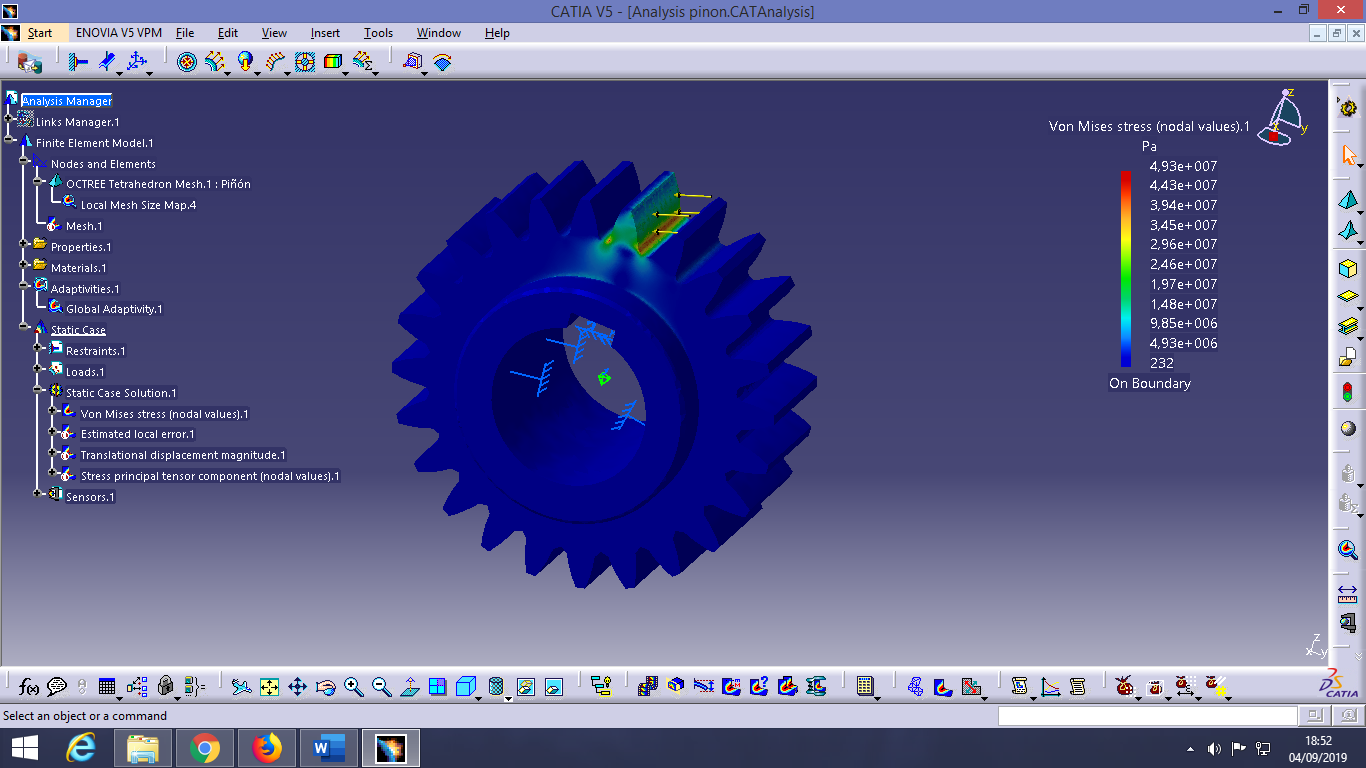 CATIA V5 - [Analysis pinon.CATAnalysis]
Start ENOVIA V5 VPM File Edit View Insert Tools Window Help
Analysis Manager
Links Manager.1
Finite Element Model.1
Nodes and Elements
OCTREE Tetrahedron Mesh.1 : Piñón
Local Mesh Size Map.4
Mesh.1
Properties.1
Materials.1
Adaptivities.1
Global Adaptivity.1
Static Case
Restraints.1
Loads.1
Static Case Solution.1
Von Mises stress (nodal values).1
Estimated local error.1
Translational displacement magnitude.1
Stress principal tensor component (nodal values).1
Sensors.1
z
y
Von Mises stress (nodal values).1
Pa
4,93e+007
4,43e+007
3,94e+007
3,45e+007
2,96e+007
2,46e+007
1,97e+007
1,48e+007
9,85e+006
4,93e+006
232
On Boundary
z
x y
f(x)
DS CATIA
Select an object or a command
18:52
04/09/2019